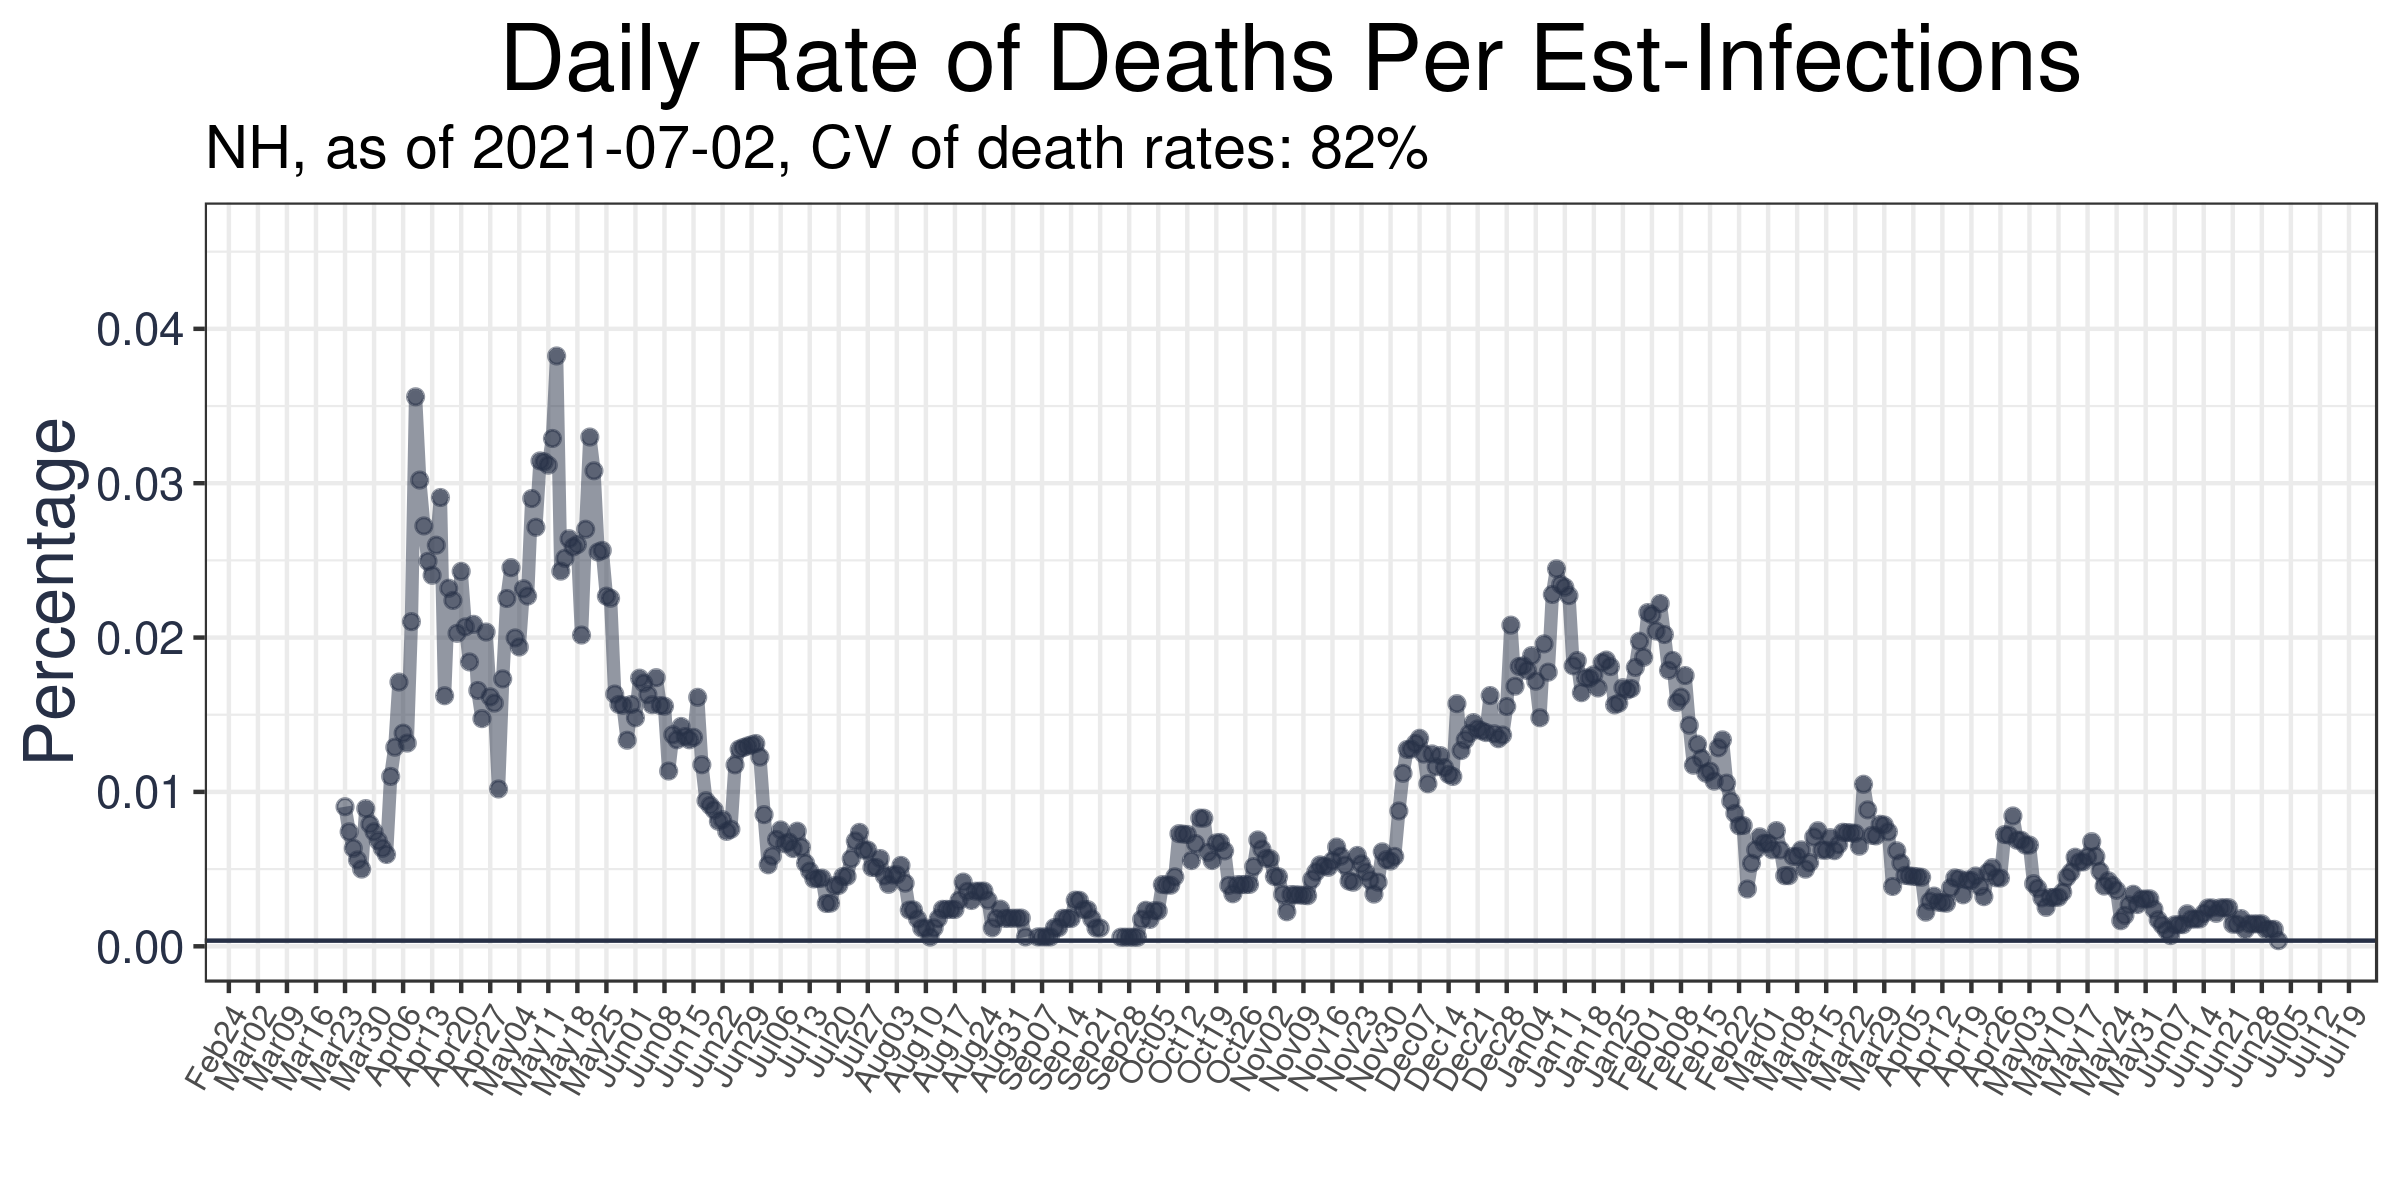 Daily Rate of Deaths Per Est-Infections
NH, as of 2021-07-02, CV of death rates: 82%
Percentage
0.04
0.03
0.02
0.01
0.00
Feb24
Mar02
Mar09
Mar16
Mar23
Mar30
Apr06
Apr13
Apr20
Apr27
May04
May11
May18
May25
Jun01
Jun08
Jun15
Jun22
Jun29
Jul06
Jul13
Jul20
Jul27
Aug03
Aug10
Aug17
Aug24
Aug31
Sep07
Sep14
Sep21
Sep28
Oct05
Oct12
Oct19
Oct26
Nov02
Nov09
Nov16
Nov23
Nov30
Dec07
Dec14
Dec21
Dec28
Jan04
Jan11
Jan18
Jan25
Feb01
Feb08
Feb15
Feb22
Mar01
Mar08
Mar15
Mar22
Mar29
Apr05
Apr12
Apr19
Apr26
May03
May10
May17
May24
May31
Jun07
Jun14
Jun21
Jun28
Jul05
Jul12
Jul19